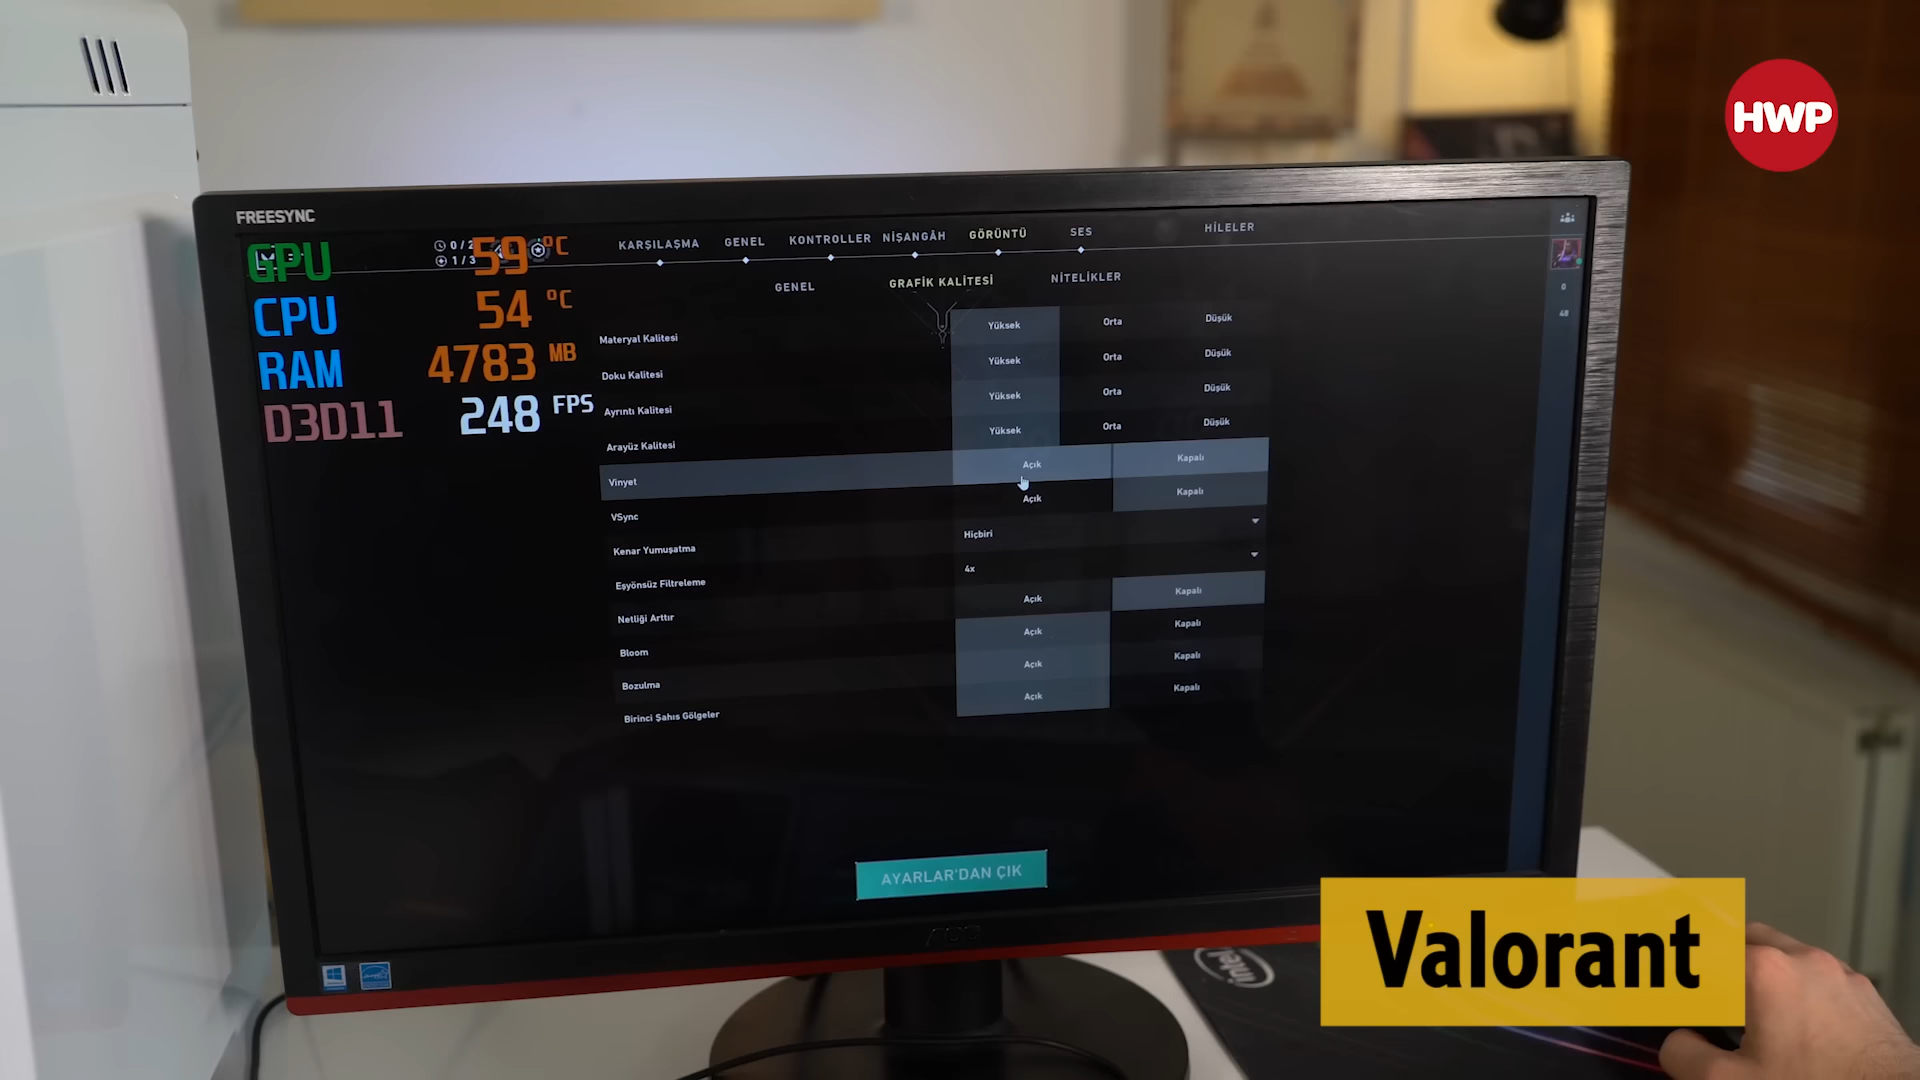 HWP
FREESYNC
GPU 59 °C
CPU 54 °C
RAM 4783 MB
D3D11 248 FPS
1/3
KARŞILAŞMA GENEL KONTROLLER NİŞANGÂH GÖRÜNTÜ SES HİLELER
GENEL GRAFİK KALİTESİ NİTELİKLER
Materyal Kalitesi Yüksek Orta Düşük
Doku Kalitesi Yüksek Orta Düşük
Ayrıntı Kalitesi Yüksek Orta Düşük
Arayüz Kalitesi Yüksek Orta Düşük
Vinyet Açık Kapalı
VSync Açık Kapalı
Kenar Yumuşatma Hiçbiri
Eşyönsüz Filtreleme 4x
Netliği Arttır Açık Kapalı
Bloom Açık Kapalı
Bozulma Açık Kapalı
Birinci Şahıs Gölgeler Açık Kapalı
AYARLAR'DAN ÇIK
AOC
intel
Valorant